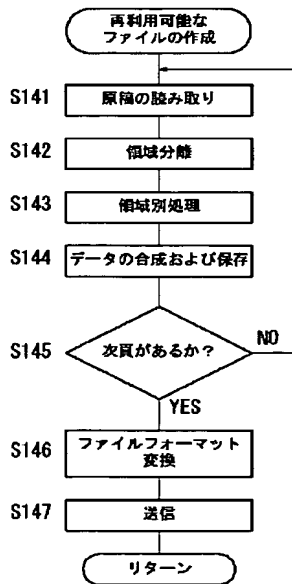 再利用可能な
ファイルの作成
S141
原稿の読み取り
S142
領域分離
S143
領域別処理
S144
データの合成および保存
S145
次頁があるか？
NO
YES
S146
ファイルフォーマット
変換
S147
送信
リターン